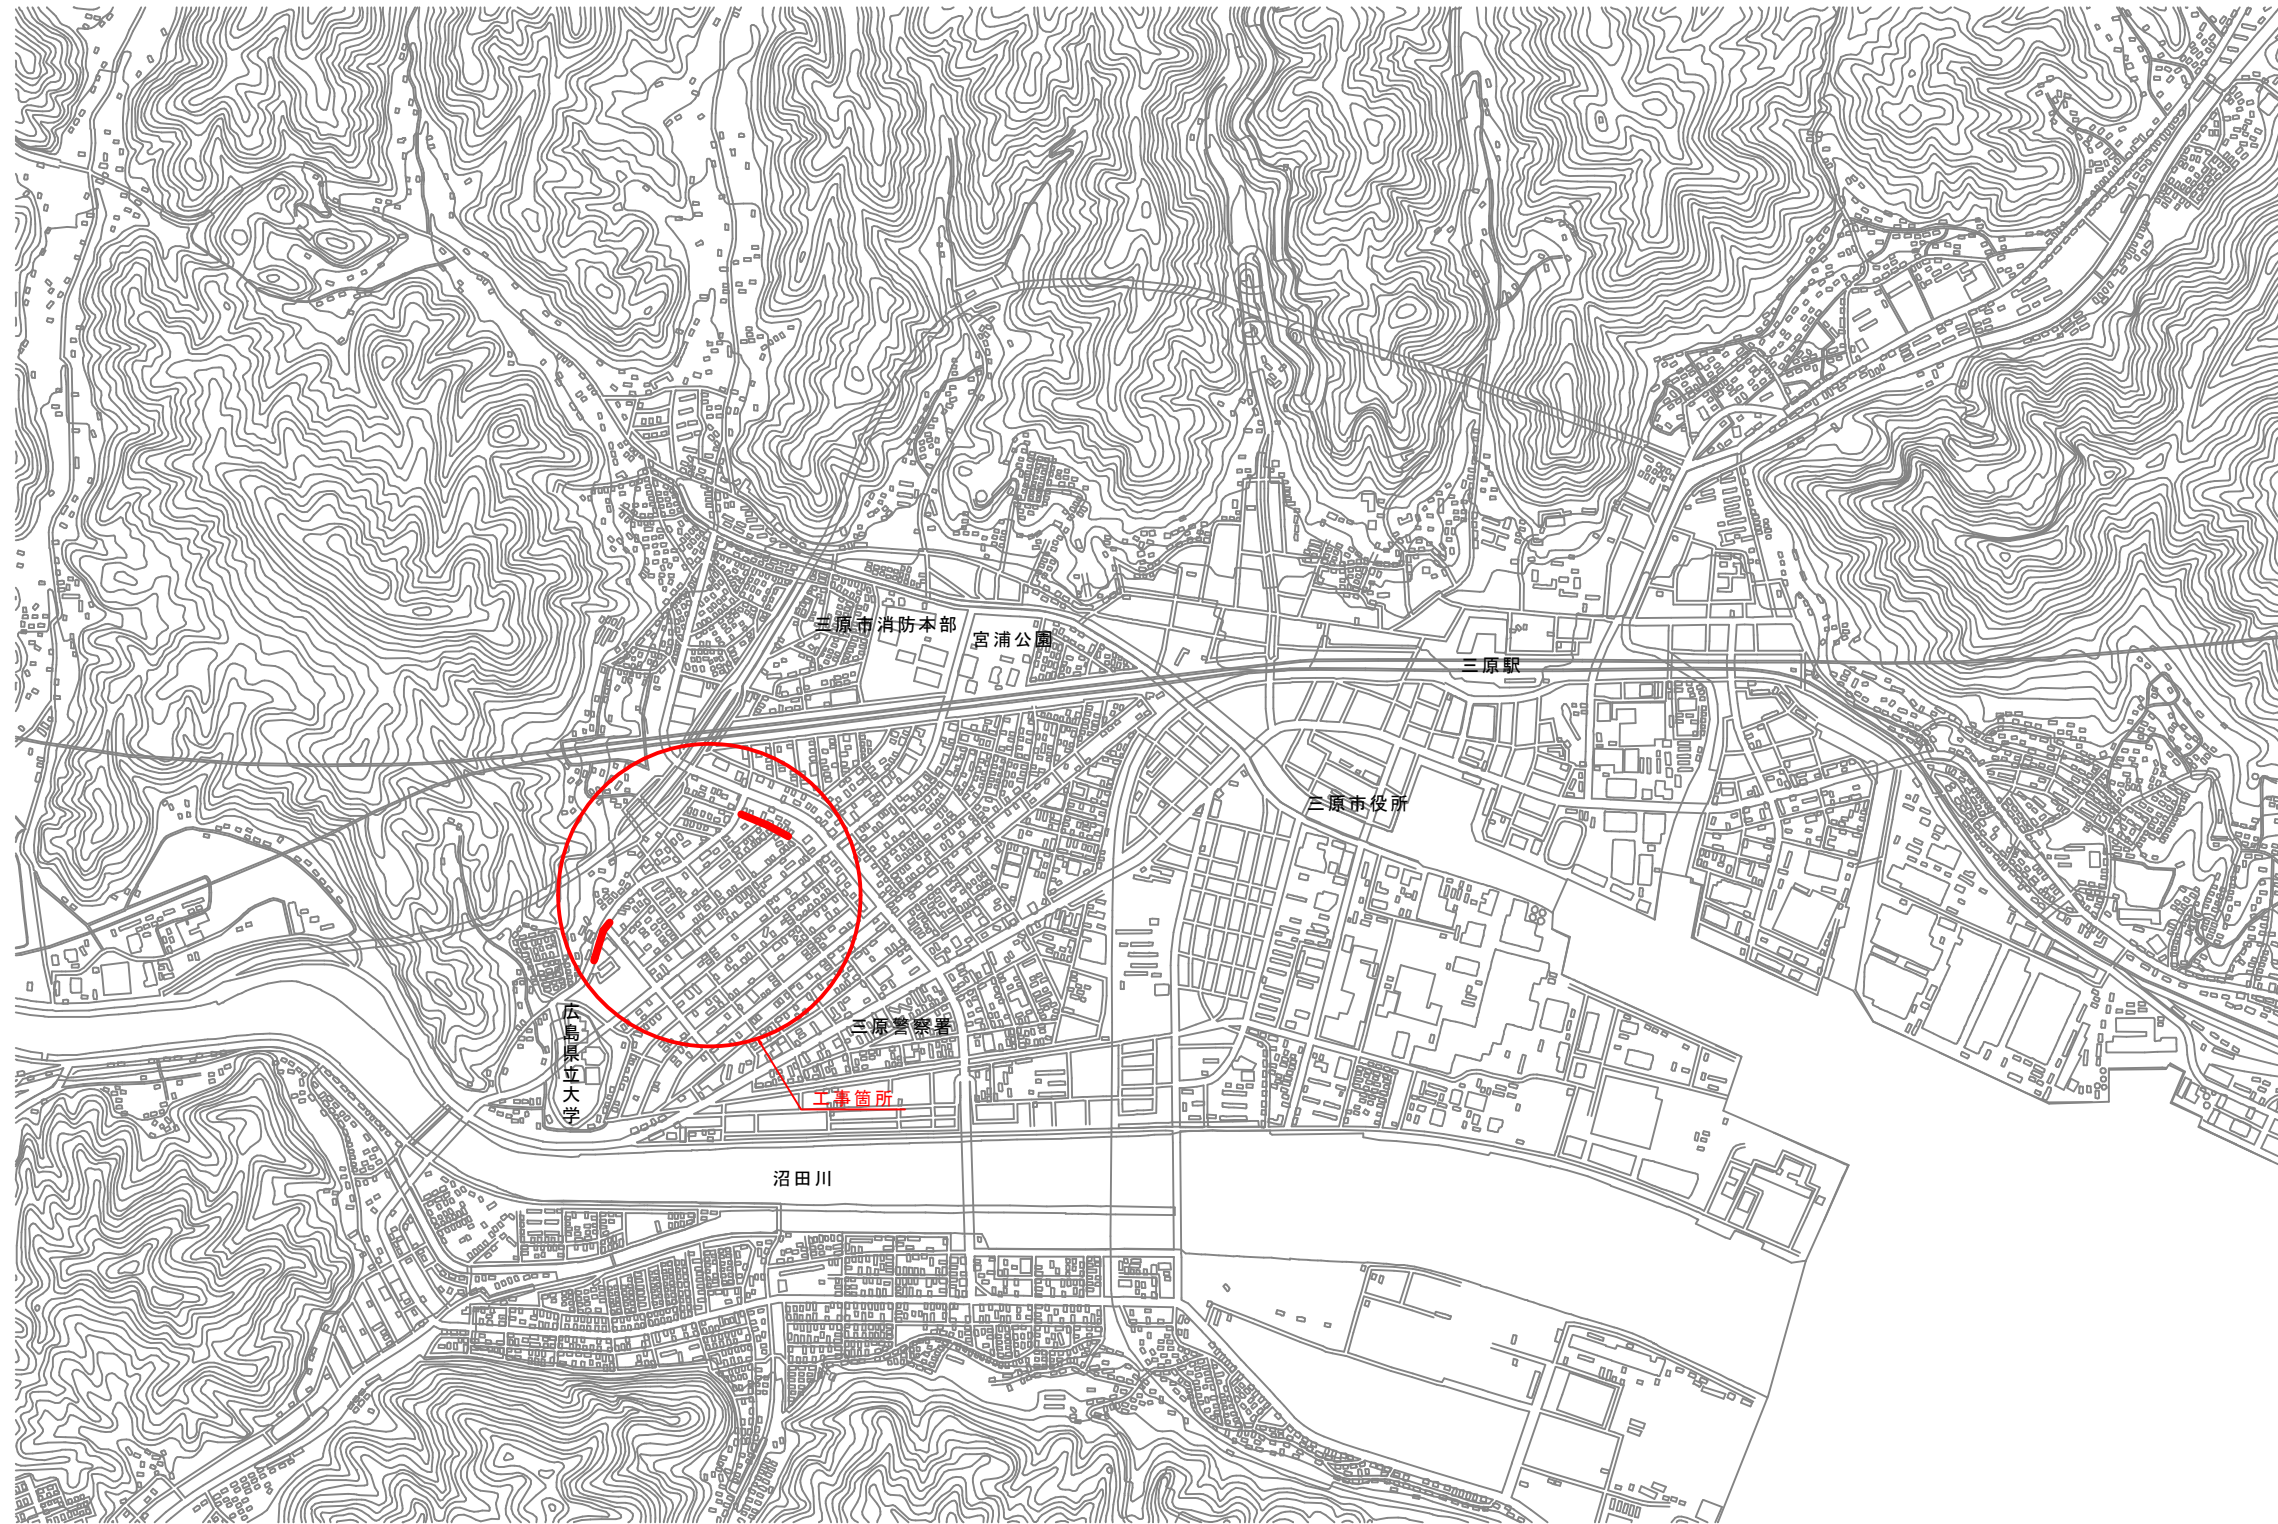 三原市消防本部
宮浦公園
三原駅
三原市役所
広島県立大学
三原警察署
工事箇所
沼田川